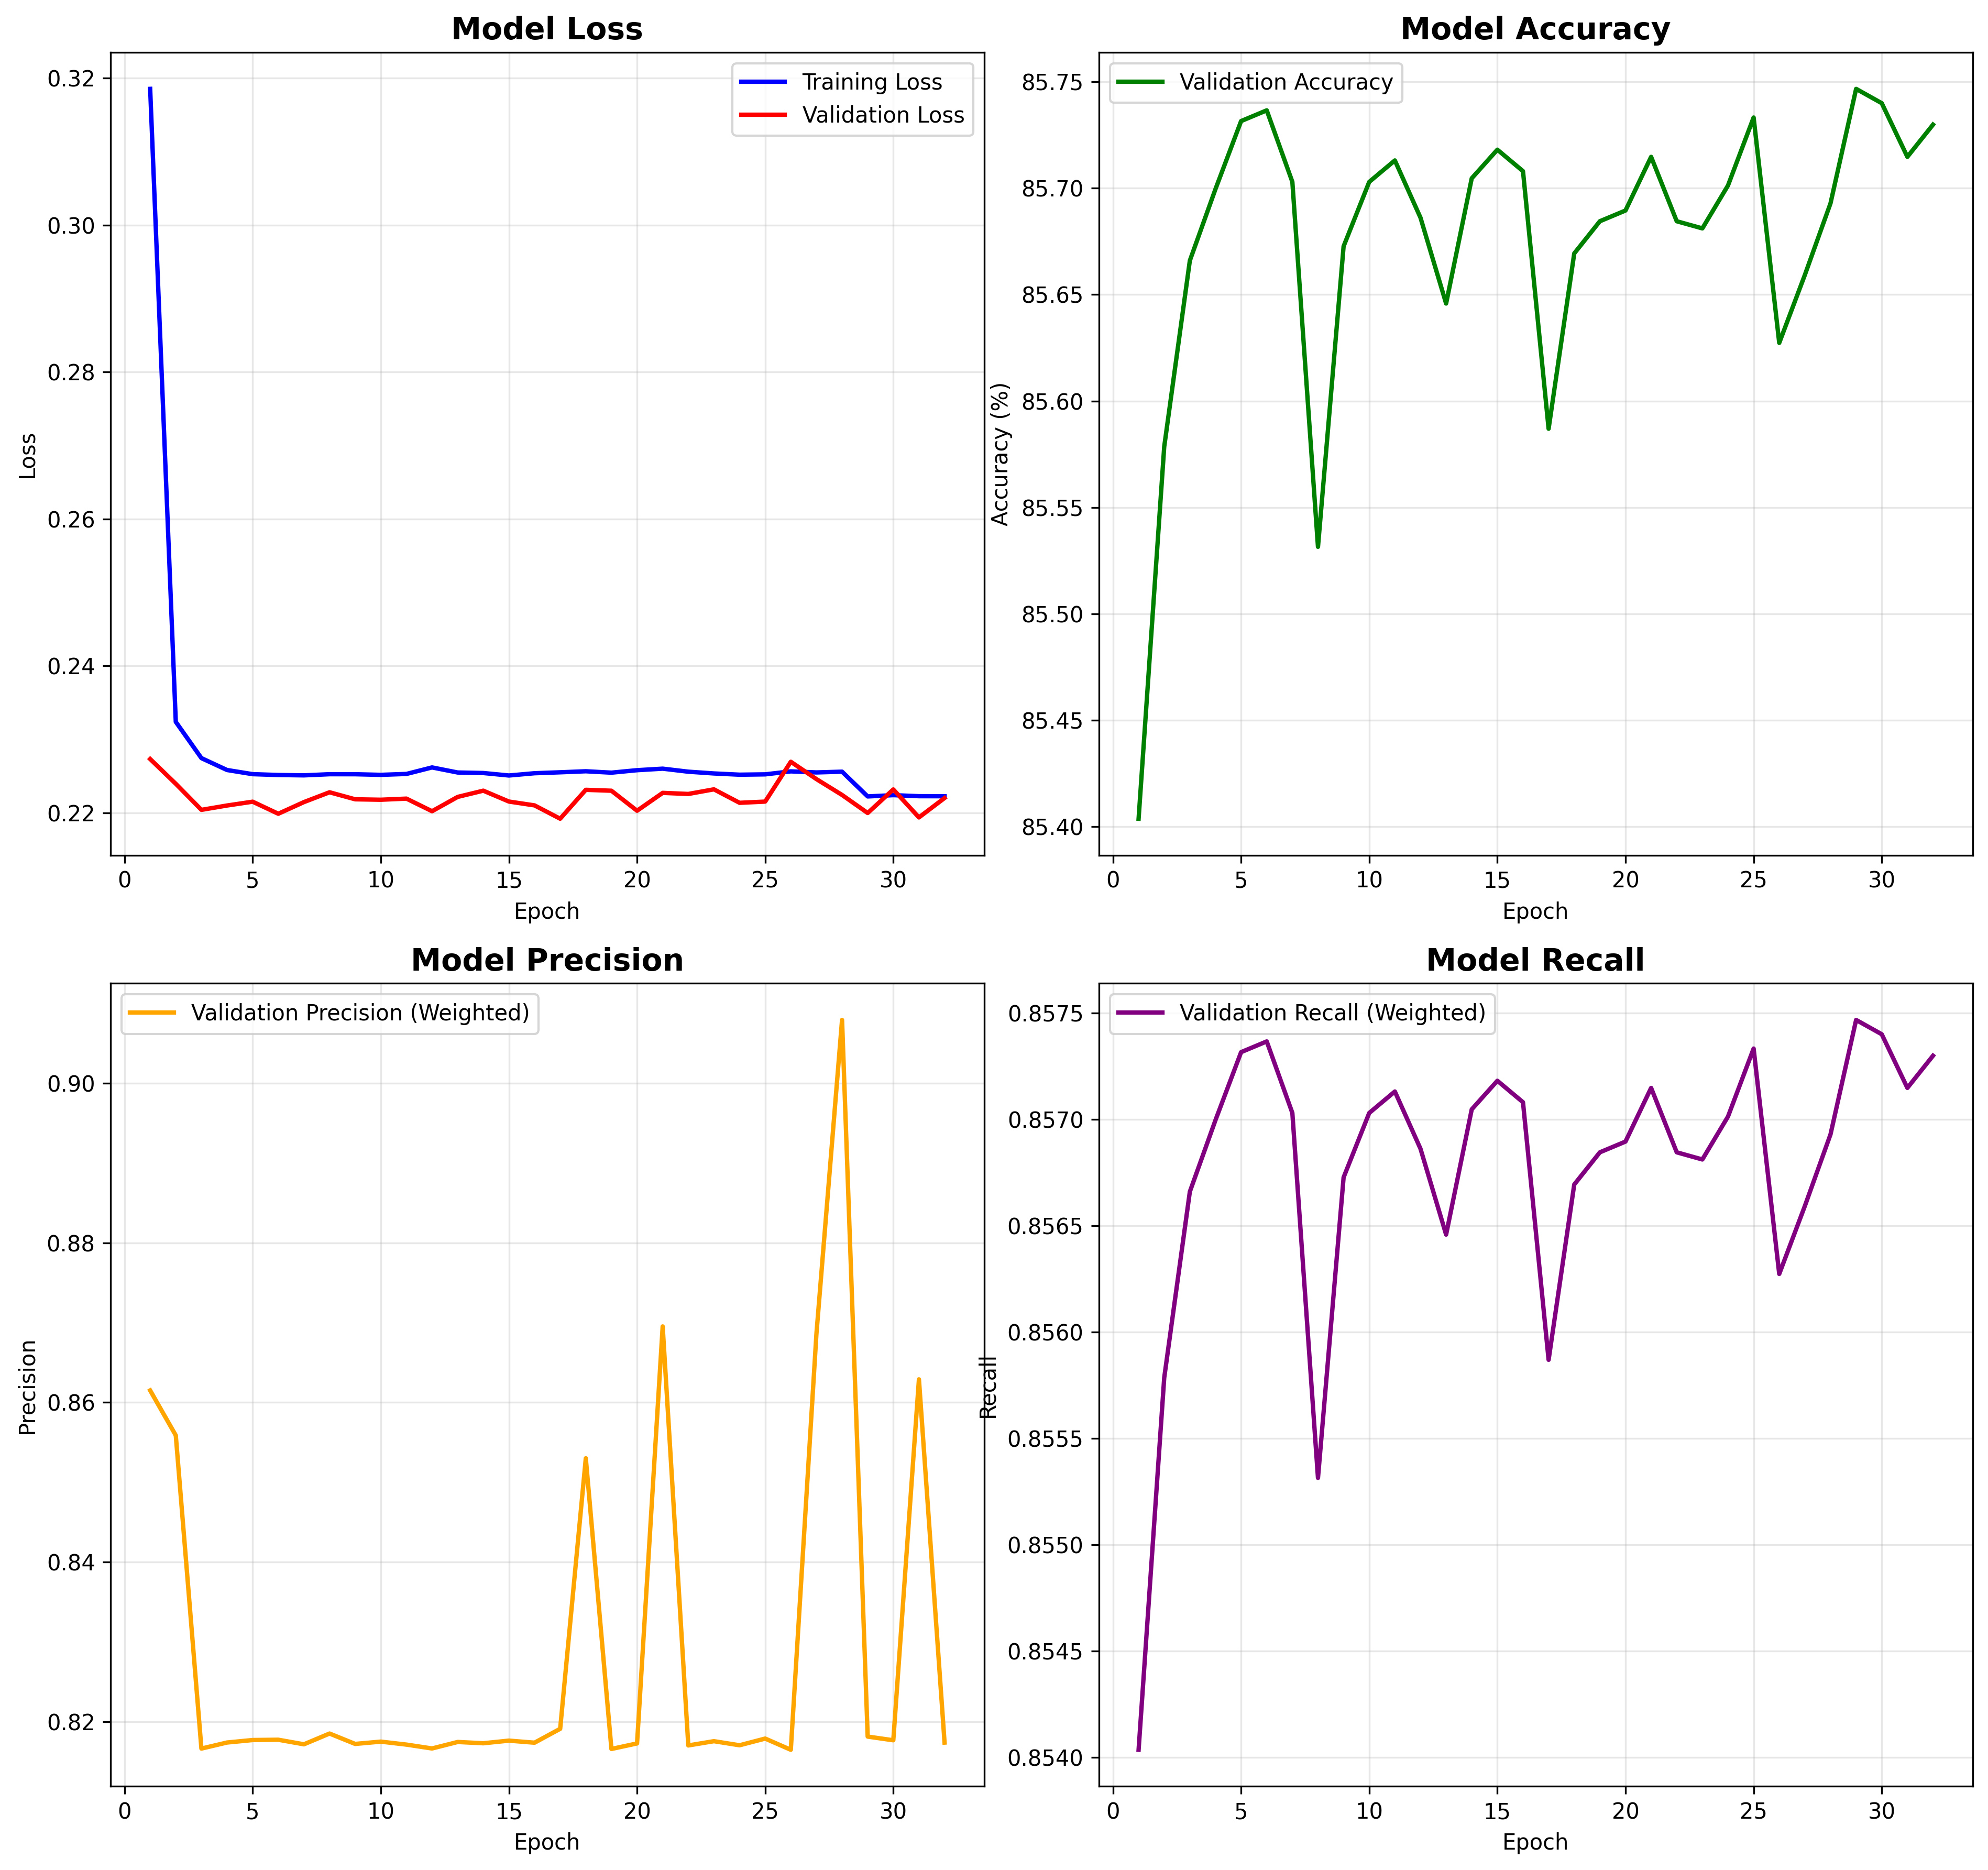 Model Loss
0.32
0.30
0.28
0.26
0.24
0.22
Loss
Training Loss
Validation Loss
0 5 10 15 20 25 30
Epoch
Model Accuracy
85.75
85.70
85.65
85.60
85.55
85.50
85.45
85.40
Accuracy (%)
Validation Accuracy
0 5 10 15 20 25 30
Epoch
Model Precision
0.90
0.88
0.86
0.84
0.82
Precision
Validation Precision (Weighted)
0 5 10 15 20 25 30
Epoch
Model Recall
0.8575
0.8570
0.8565
0.8560
0.8555
0.8550
0.8545
0.8540
Recall
Validation Recall (Weighted)
0 5 10 15 20 25 30
Epoch